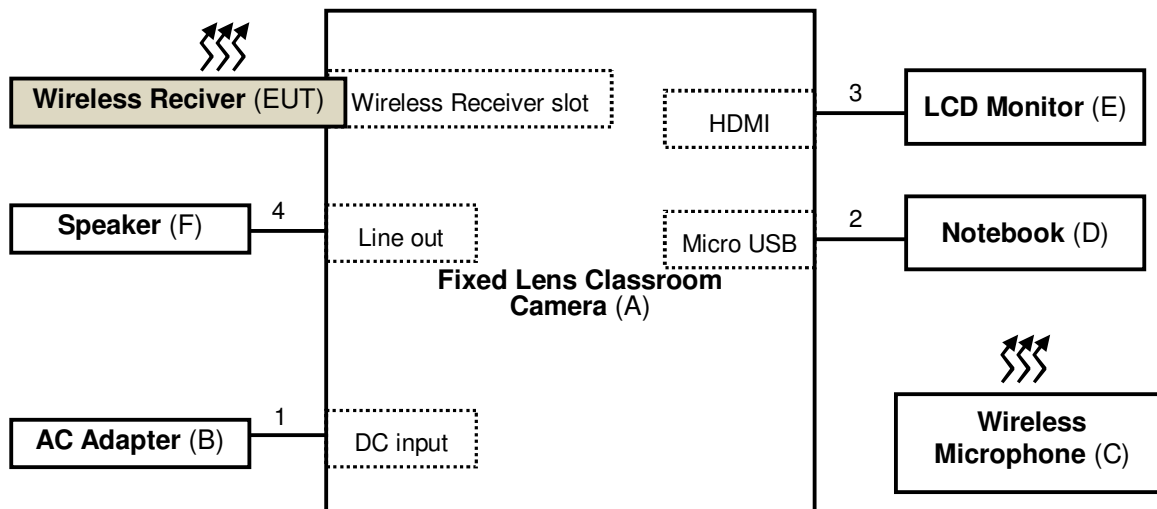 Wireless Reciver (EUT)
Wireless Receiver slot
3
HDMI
LCD Monitor (E)
Speaker (F)
4
Line out
Micro USB
2
Notebook (D)
Fixed Lens Classroom
Camera (A)
AC Adapter (B)
1
DC input
Wireless
Microphone (C)